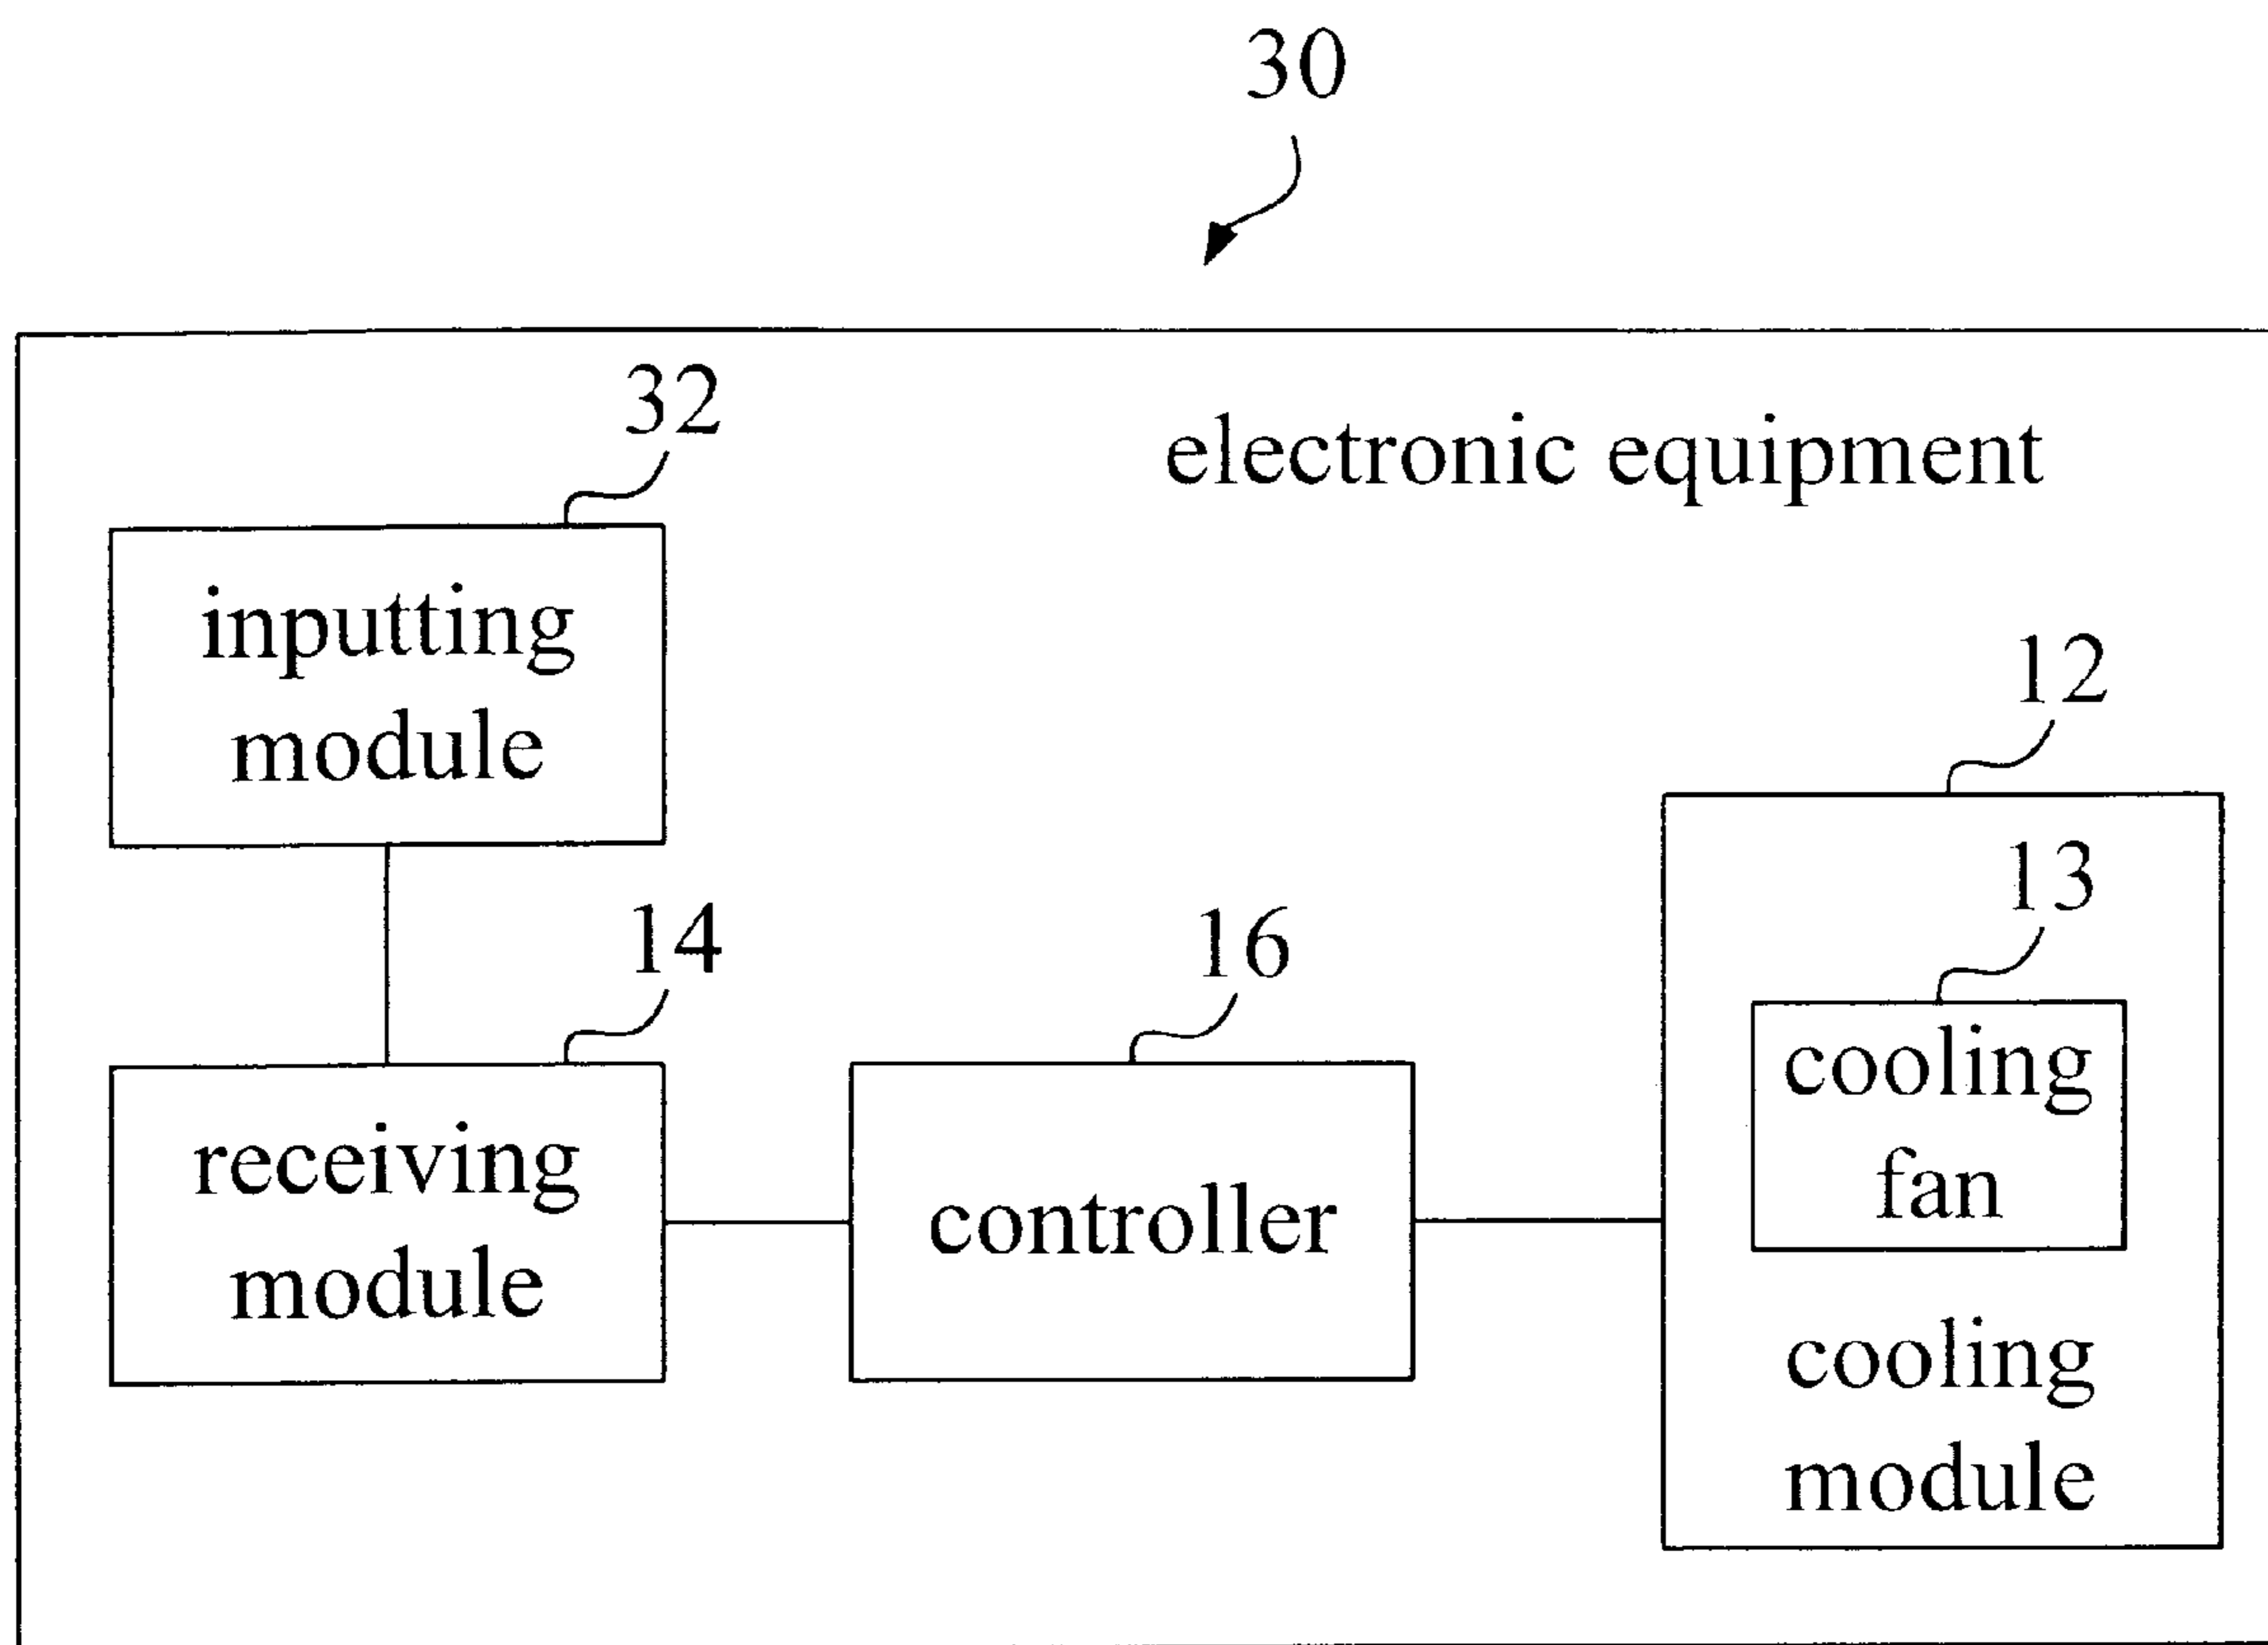 30
32
electronic equipment
inputting
module
12
13
14
16
cooling
fan
receiving
module
controller
cooling
module